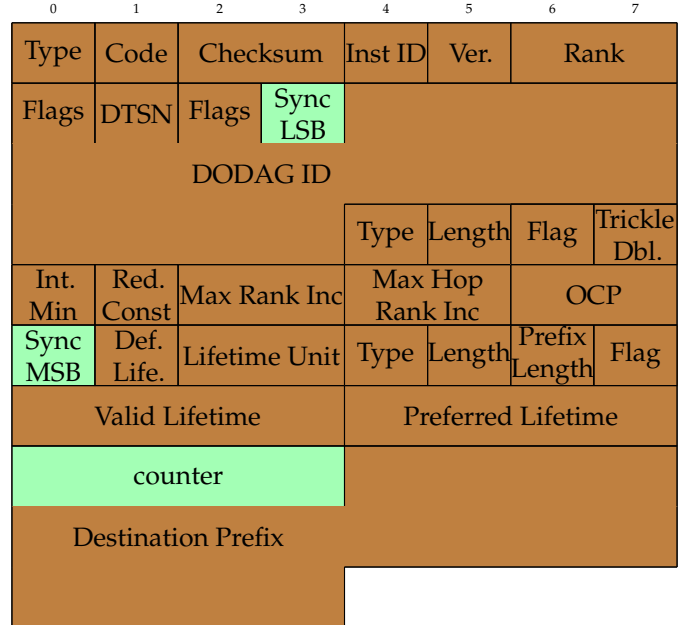 0 1 2 3 4 5 6 7
Type Code Checksum Inst ID Ver. Rank
Flags DTSN Flags Sync
LSB
DODAG ID
Type Length Flag Trickle
Dbl.
Int.
Min
Red.
Const
Max Rank Inc
Max Hop
Rank Inc
OCP
Sync
MSB
Def.
Life.
Lifetime Unit
Type
Length
Prefix
Length
Flag
Valid Lifetime Preferred Lifetime
counter
Destination Prefix